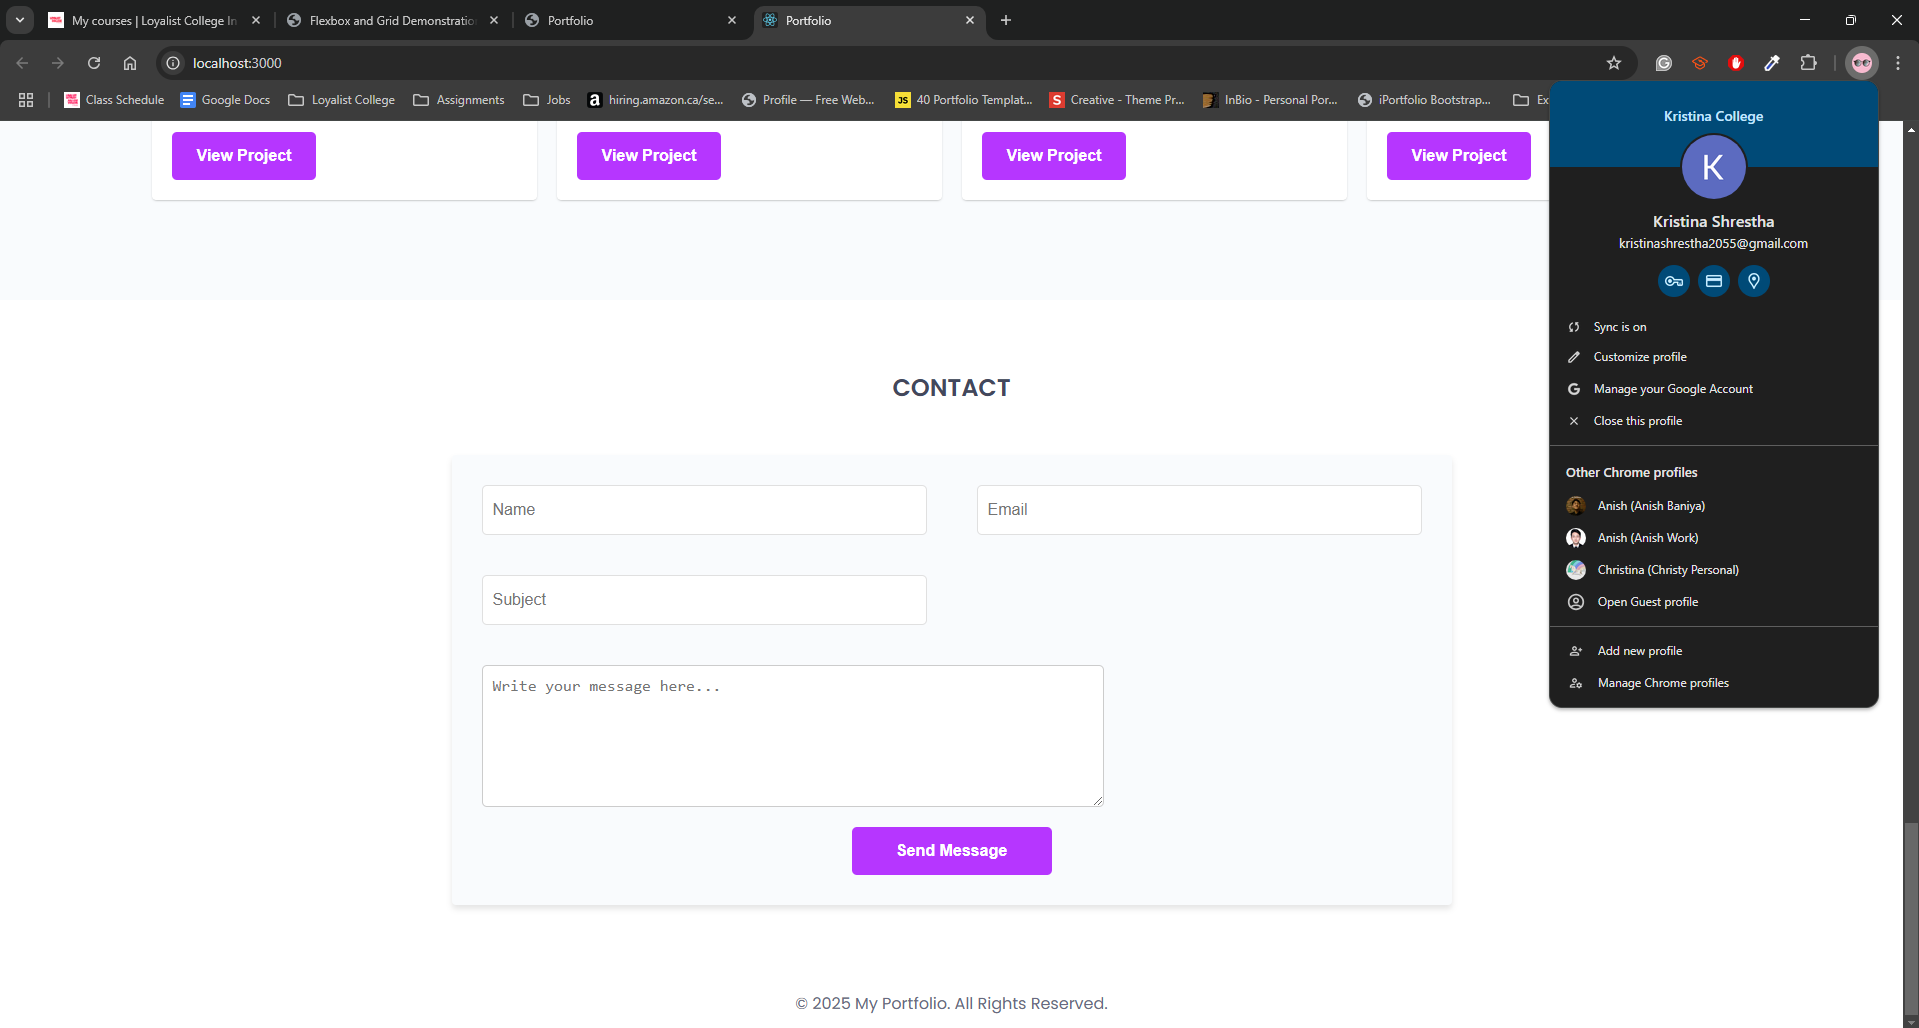 My courses | Loyalist College In
Flexbox and Grid Demonstratio
Portfolio
Portfolio
localhost:3000
Class Schedule
Google Docs
Loyalist College
Assignments
Jobs
hiring.amazon.ca/se...
Profile — Free Web...
JS
40 Portfolio Templat...
Creative - Theme Pr...
InBio - Personal Por...
iPortfolio Bootstrap...
Ex
View Project
View Project
View Project
View Project
CONTACT
Name
Email
Subject
Write your message here...
Send Message
© 2025 My Portfolio. All Rights Reserved.
Kristina College
K
Kristina Shrestha
kristinashrestha2055@gmail.com
Sync is on
Customize profile
Manage your Google Account
Close this profile
Other Chrome profiles
Anish (Anish Baniya)
Anish (Anish Work)
Christina (Christy Personal)
Open Guest profile
Add new profile
Manage Chrome profiles